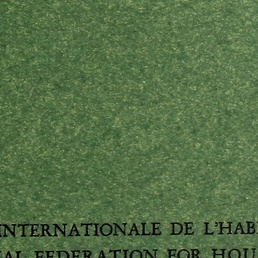 INTERNATIONALE DE L'HAB
AL FEDERATION FOR HOU